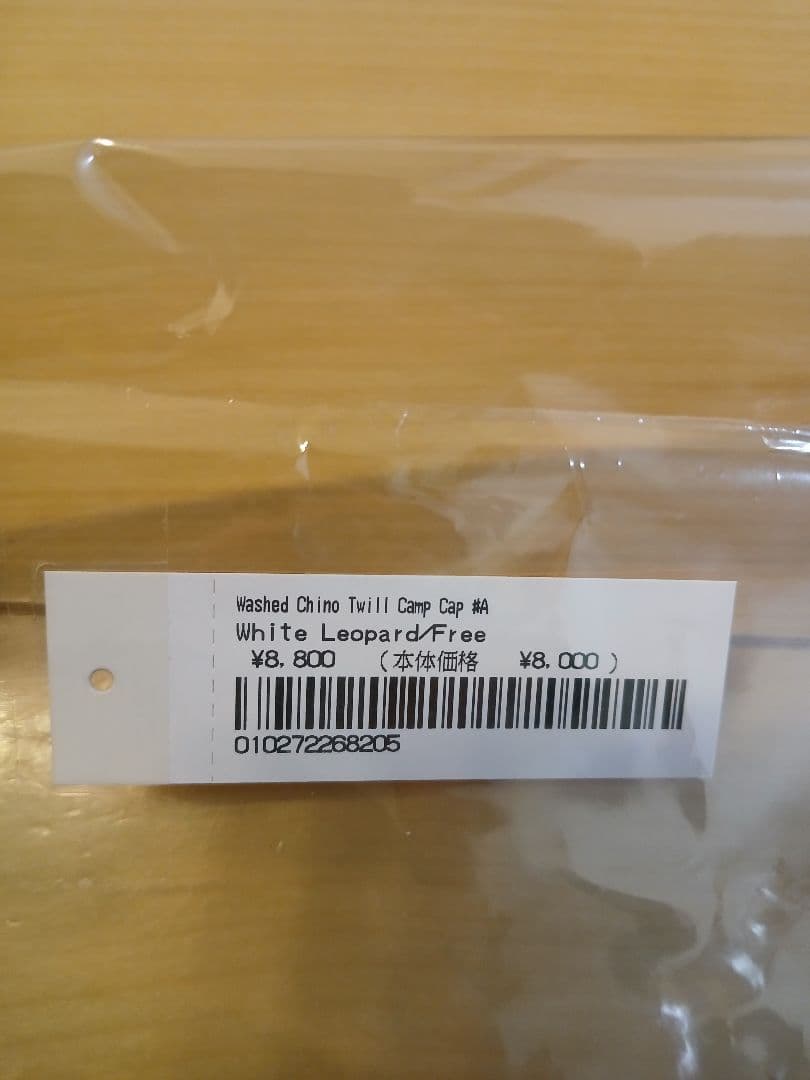 Washed Chino Twill Camp Cap #A
White Leopard/Free
¥8,800 (本体価格 ¥8,000 )
010272268205